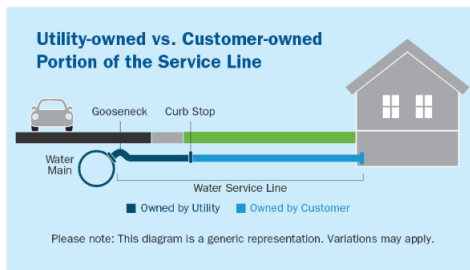 Utility-owned vs. Customer-owned
Portion of the Service Line
Gooseneck
Curb Stop
Water
Main
Water Service Line
Owned by Utility
Owned by Customer
Please note: This diagram is a generic representation. Variations may apply.